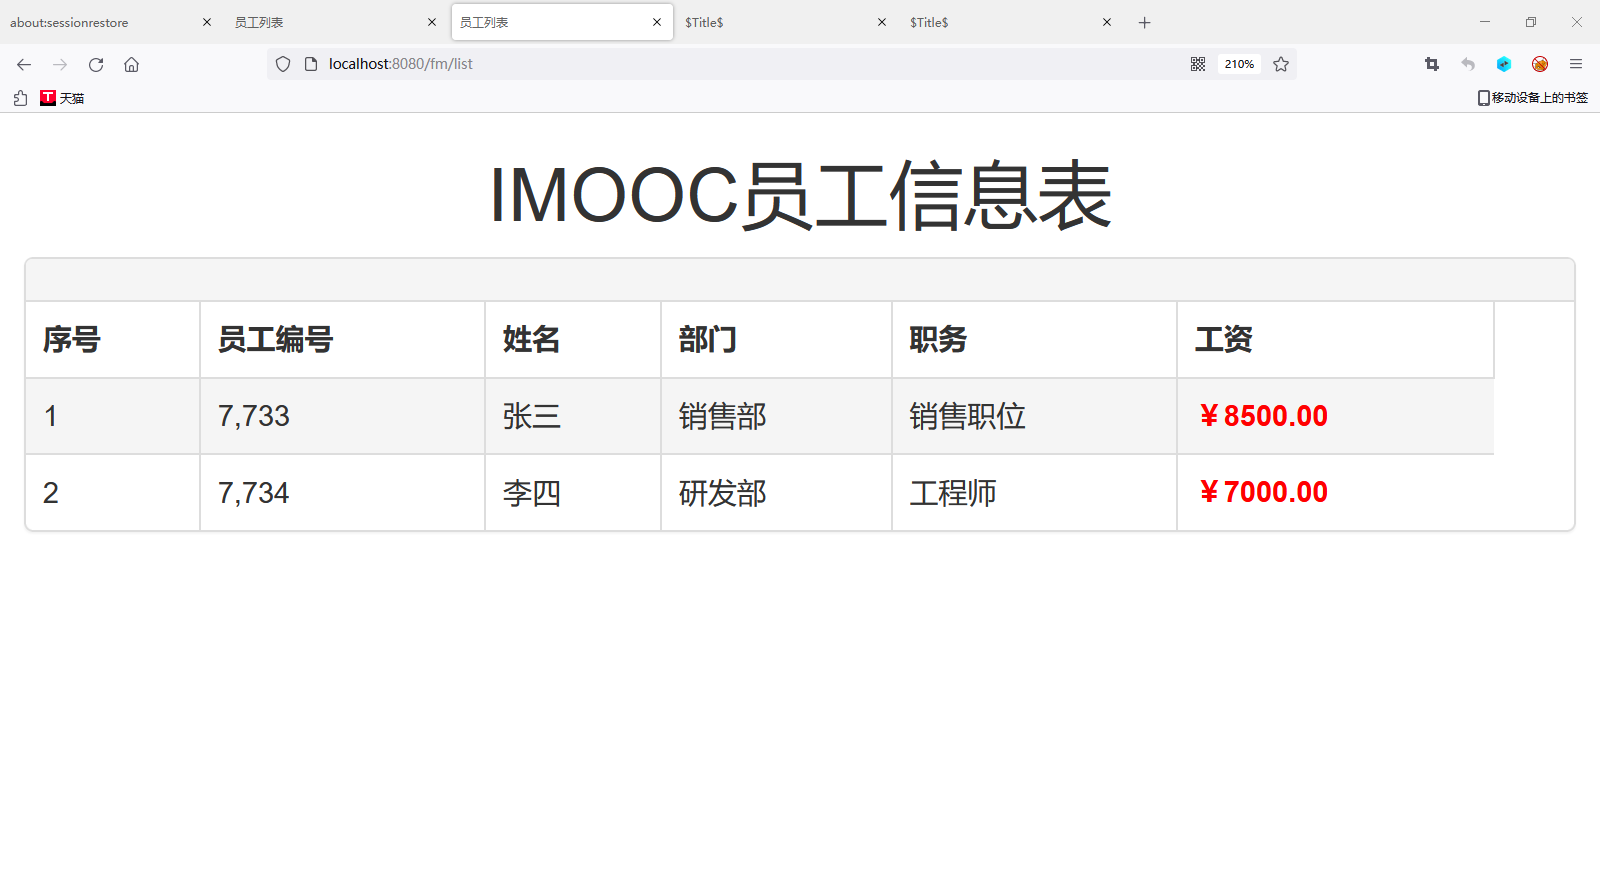 about:sessionrestore 员工列表 员工列表 $Title$ $Title$
localhost:8080/fm/list 210%
天猫 移动设备上的书签
IMOOC员工信息表
序号 员工编号 姓名 部门 职务 工资
1 7,733 张三 销售部 销售职位 ¥8500.00
2 7,734 李四 研发部 工程师 ¥7000.00